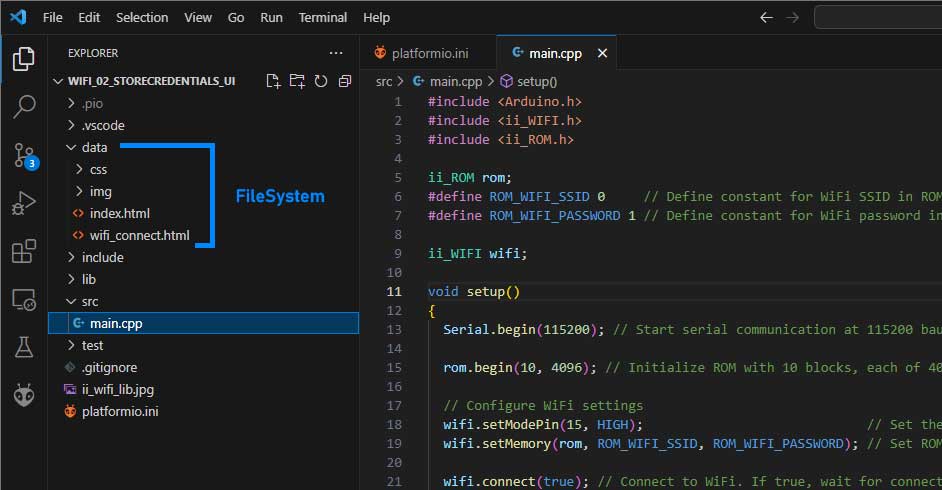 File Edit Selection View Go Run Terminal Help
EXPLORER
WIFI_02_STORECREDENTIALS_UI
.pio
.vscode
data
css
img
index.html
wifi_connect.html
include
lib
src
main.cpp
test
.gitignore
ii_wifi_lib.jpg
platformio.ini
3
FileSystem
platformio.ini main.cpp
src > main.cpp > setup()
1 #include <Arduino.h>
2 #include <ii_WIFI.h>
3 #include <ii_ROM.h>
4
5 ii_ROM rom;
6 #define ROM_WIFI_SSID 0 // Define constant for WiFi SSID in ROM
7 #define ROM_WIFI_PASSWORD 1 // Define constant for WiFi password in
8
9 ii_WIFI wifi;
10
11 void setup()
12 {
13 Serial.begin(115200); // Start serial communication at 115200 bau
14
15 rom.begin(10, 4096); // Initialize ROM with 10 blocks, each of 40
16
17 // Configure WiFi settings
18 wifi.setModePin(15, HIGH); // Set the
19 wifi.setMemory(rom, ROM_WIFI_SSID, ROM_WIFI_PASSWORD); // Set ROM
20
21 wifi.connect(true); // Connect to WiFi. If true, wait for connect